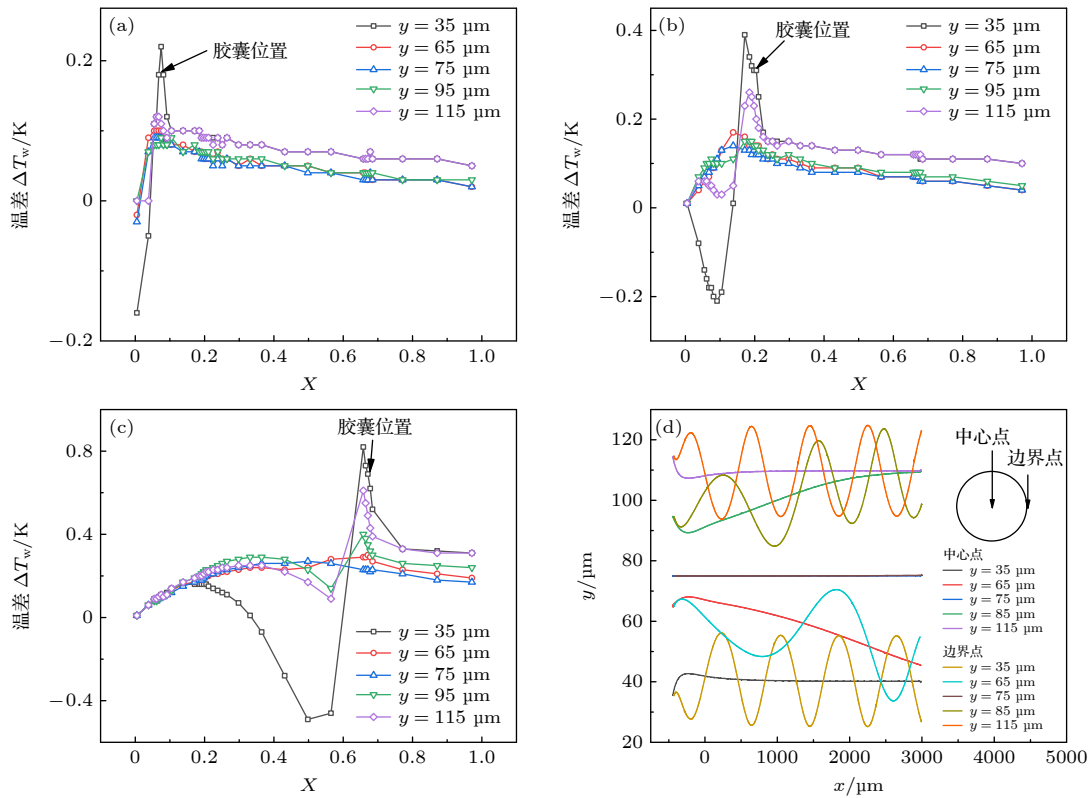 (a)
胶囊位置
y = 35 µm
y = 65 µm
y = 75 µm
y = 95 µm
y = 115 µm
温差 ΔTw/K
0.2
0
−0.2
0
0.2
0.4
0.6
0.8
1.0
X
(b)
胶囊位置
y = 35 µm
y = 65 µm
y = 75 µm
y = 95 µm
y = 115 µm
温差 ΔTw/K
0.4
0.2
0
−0.2
0
0.2
0.4
0.6
0.8
1.0
X
(c)
胶囊位置
y = 35 µm
y = 65 µm
y = 75 µm
y = 95 µm
y = 115 µm
温差 ΔTw/K
0.8
0.4
0
−0.4
0
0.2
0.4
0.6
0.8
1.0
X
(d)
中心点
边界点
中心点
y = 35 µm
y = 65 µm
y = 75 µm
y = 85 µm
y = 115 µm
边界点
y = 35 µm
y = 65 µm
y = 75 µm
y = 85 µm
y = 115 µm
y/µm
120
100
80
60
40
20
0
1000
2000
3000
4000
5000
x/µm